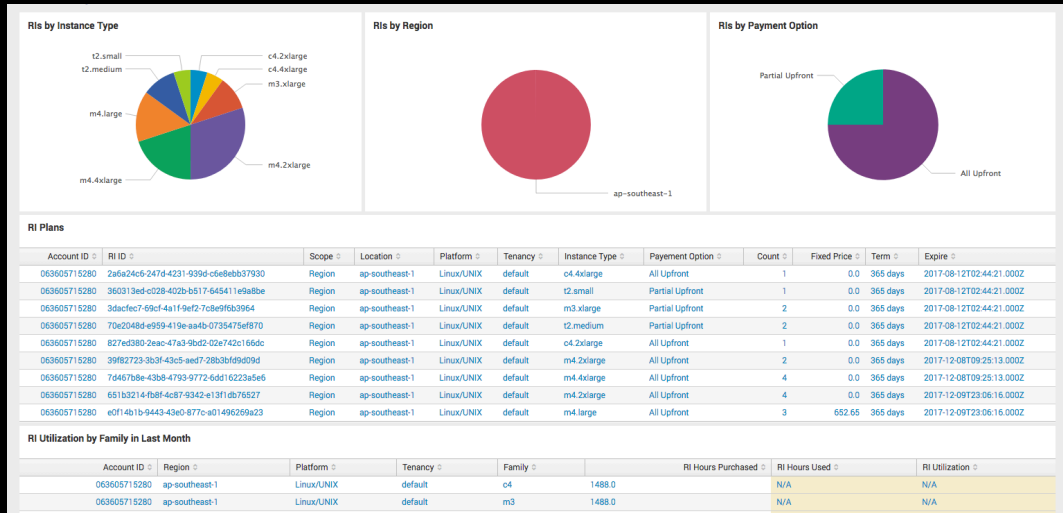 RIs by Instance Type
t2.small
c4.2xlarge
t2.medium
c4.4xlarge
m3.xlarge
m4.large
m4.2xlarge
m4.4xlarge
RIs by Region
ap-southeast-1
RIs by Payment Option
Partial Upfront
All Upfront
RI Plans
Account ID RI ID Scope Location Platform Tenancy Instance Type Payment Option Count Fixed Price Term Expire
063605715280 2a6a24c6-247d-4231-939d-c6e8ebb37930 Region ap-southeast-1 Linux/UNIX default c4.4xlarge All Upfront 1 0.0 365 days 2017-08-12T02:44:21.000Z
063605715280 360313ed-c028-402b-b517-645411e9a8be Region ap-southeast-1 Linux/UNIX default t2.small Partial Upfront 1 0.0 365 days 2017-08-12T02:44:21.000Z
063605715280 3dacfec7-69cf-4a1f-9ef2-7c8e9f6b3964 Region ap-southeast-1 Linux/UNIX default m3.xlarge Partial Upfront 2 0.0 365 days 2017-08-12T02:44:21.000Z
063605715280 70e2048d-e959-419e-aa4b-0735475ef870 Region ap-southeast-1 Linux/UNIX default t2.medium Partial Upfront 2 0.0 365 days 2017-08-12T02:44:21.000Z
063605715280 827ed380-2eac-47a3-9bd2-02e742c166dc Region ap-southeast-1 Linux/UNIX default c4.2xlarge All Upfront 1 0.0 365 days 2017-08-12T02:44:21.000Z
063605715280 39f82723-3b3f-43c5-aed7-28b3bfd9d09d Region ap-southeast-1 Linux/UNIX default m4.2xlarge All Upfront 2 0.0 365 days 2017-12-08T09:25:13.000Z
063605715280 7d467b8e-43b8-4793-9772-6dd16223a5e6 Region ap-southeast-1 Linux/UNIX default m4.4xlarge All Upfront 4 0.0 365 days 2017-12-08T09:25:13.000Z
063605715280 651b3214-fb8f-4c87-9342-e13f1db76527 Region ap-southeast-1 Linux/UNIX default m4.2xlarge All Upfront 4 0.0 365 days 2017-12-09T23:06:16.000Z
063605715280 e0f14b1b-9443-43e0-877c-a01496269a23 Region ap-southeast-1 Linux/UNIX default m4.large All Upfront 3 652.65 365 days 2017-12-09T23:06:16.000Z
RI Utilization by Family in Last Month
Account ID Region Platform Tenancy Family RI Hours Purchased RI Hours Used RI Utilization
063605715280 ap-southeast-1 Linux/UNIX default c4 1488.0 N/A N/A
063605715280 ap-southeast-1 Linux/UNIX default m3 1488.0 N/A N/A